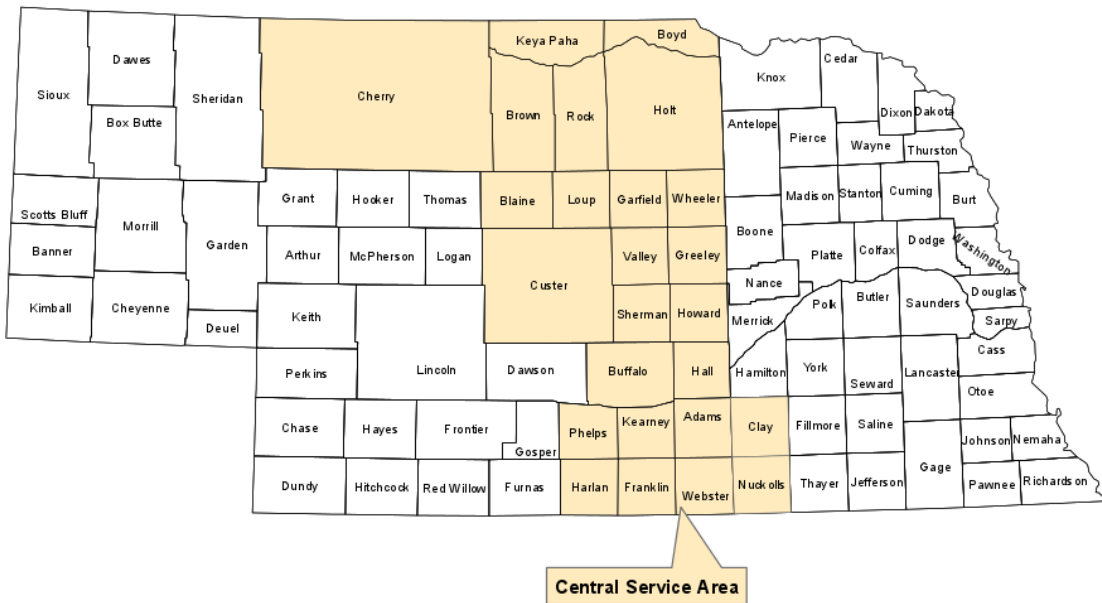 Keya Paha
Boyd
Dawes
Cedar
Knox
Sioux
Sheridan
Cherry
Brown
Rock
Holt
Dixon
Dakota
Box Butte
Antelope
Pierce
Wayne
Thurston
Grant
Hooker
Thomas
Blaine
Loup
Garfield
Wheeler
Madison
Stanton
Cuming
Burt
Scotts Bluff
Morrill
Garden
Boone
Banner
Arthur
McPherson
Logan
Valley
Greeley
Platte
Colfax
Dodge
Washington
Custer
Nance
Kimball
Cheyenne
Deuel
Keith
Sherman
Howard
Merrick
Polk
Butler
Saunders
Douglas
Sarpy
Perkins
Lincoln
Dawson
Buffalo
Hall
Hamilton
York
Seward
Lancaster
Cass
Otoe
Chase
Hayes
Frontier
Gosper
Phelps
Kearney
Adams
Clay
Fillmore
Saline
Johnson
Nemaha
Gage
Dundy
Hitchcock
Red Willow
Furnas
Harlan
Franklin
Webster
Nuckolls
Thayer
Jefferson
Pawnee
Richardson
Central Service Area